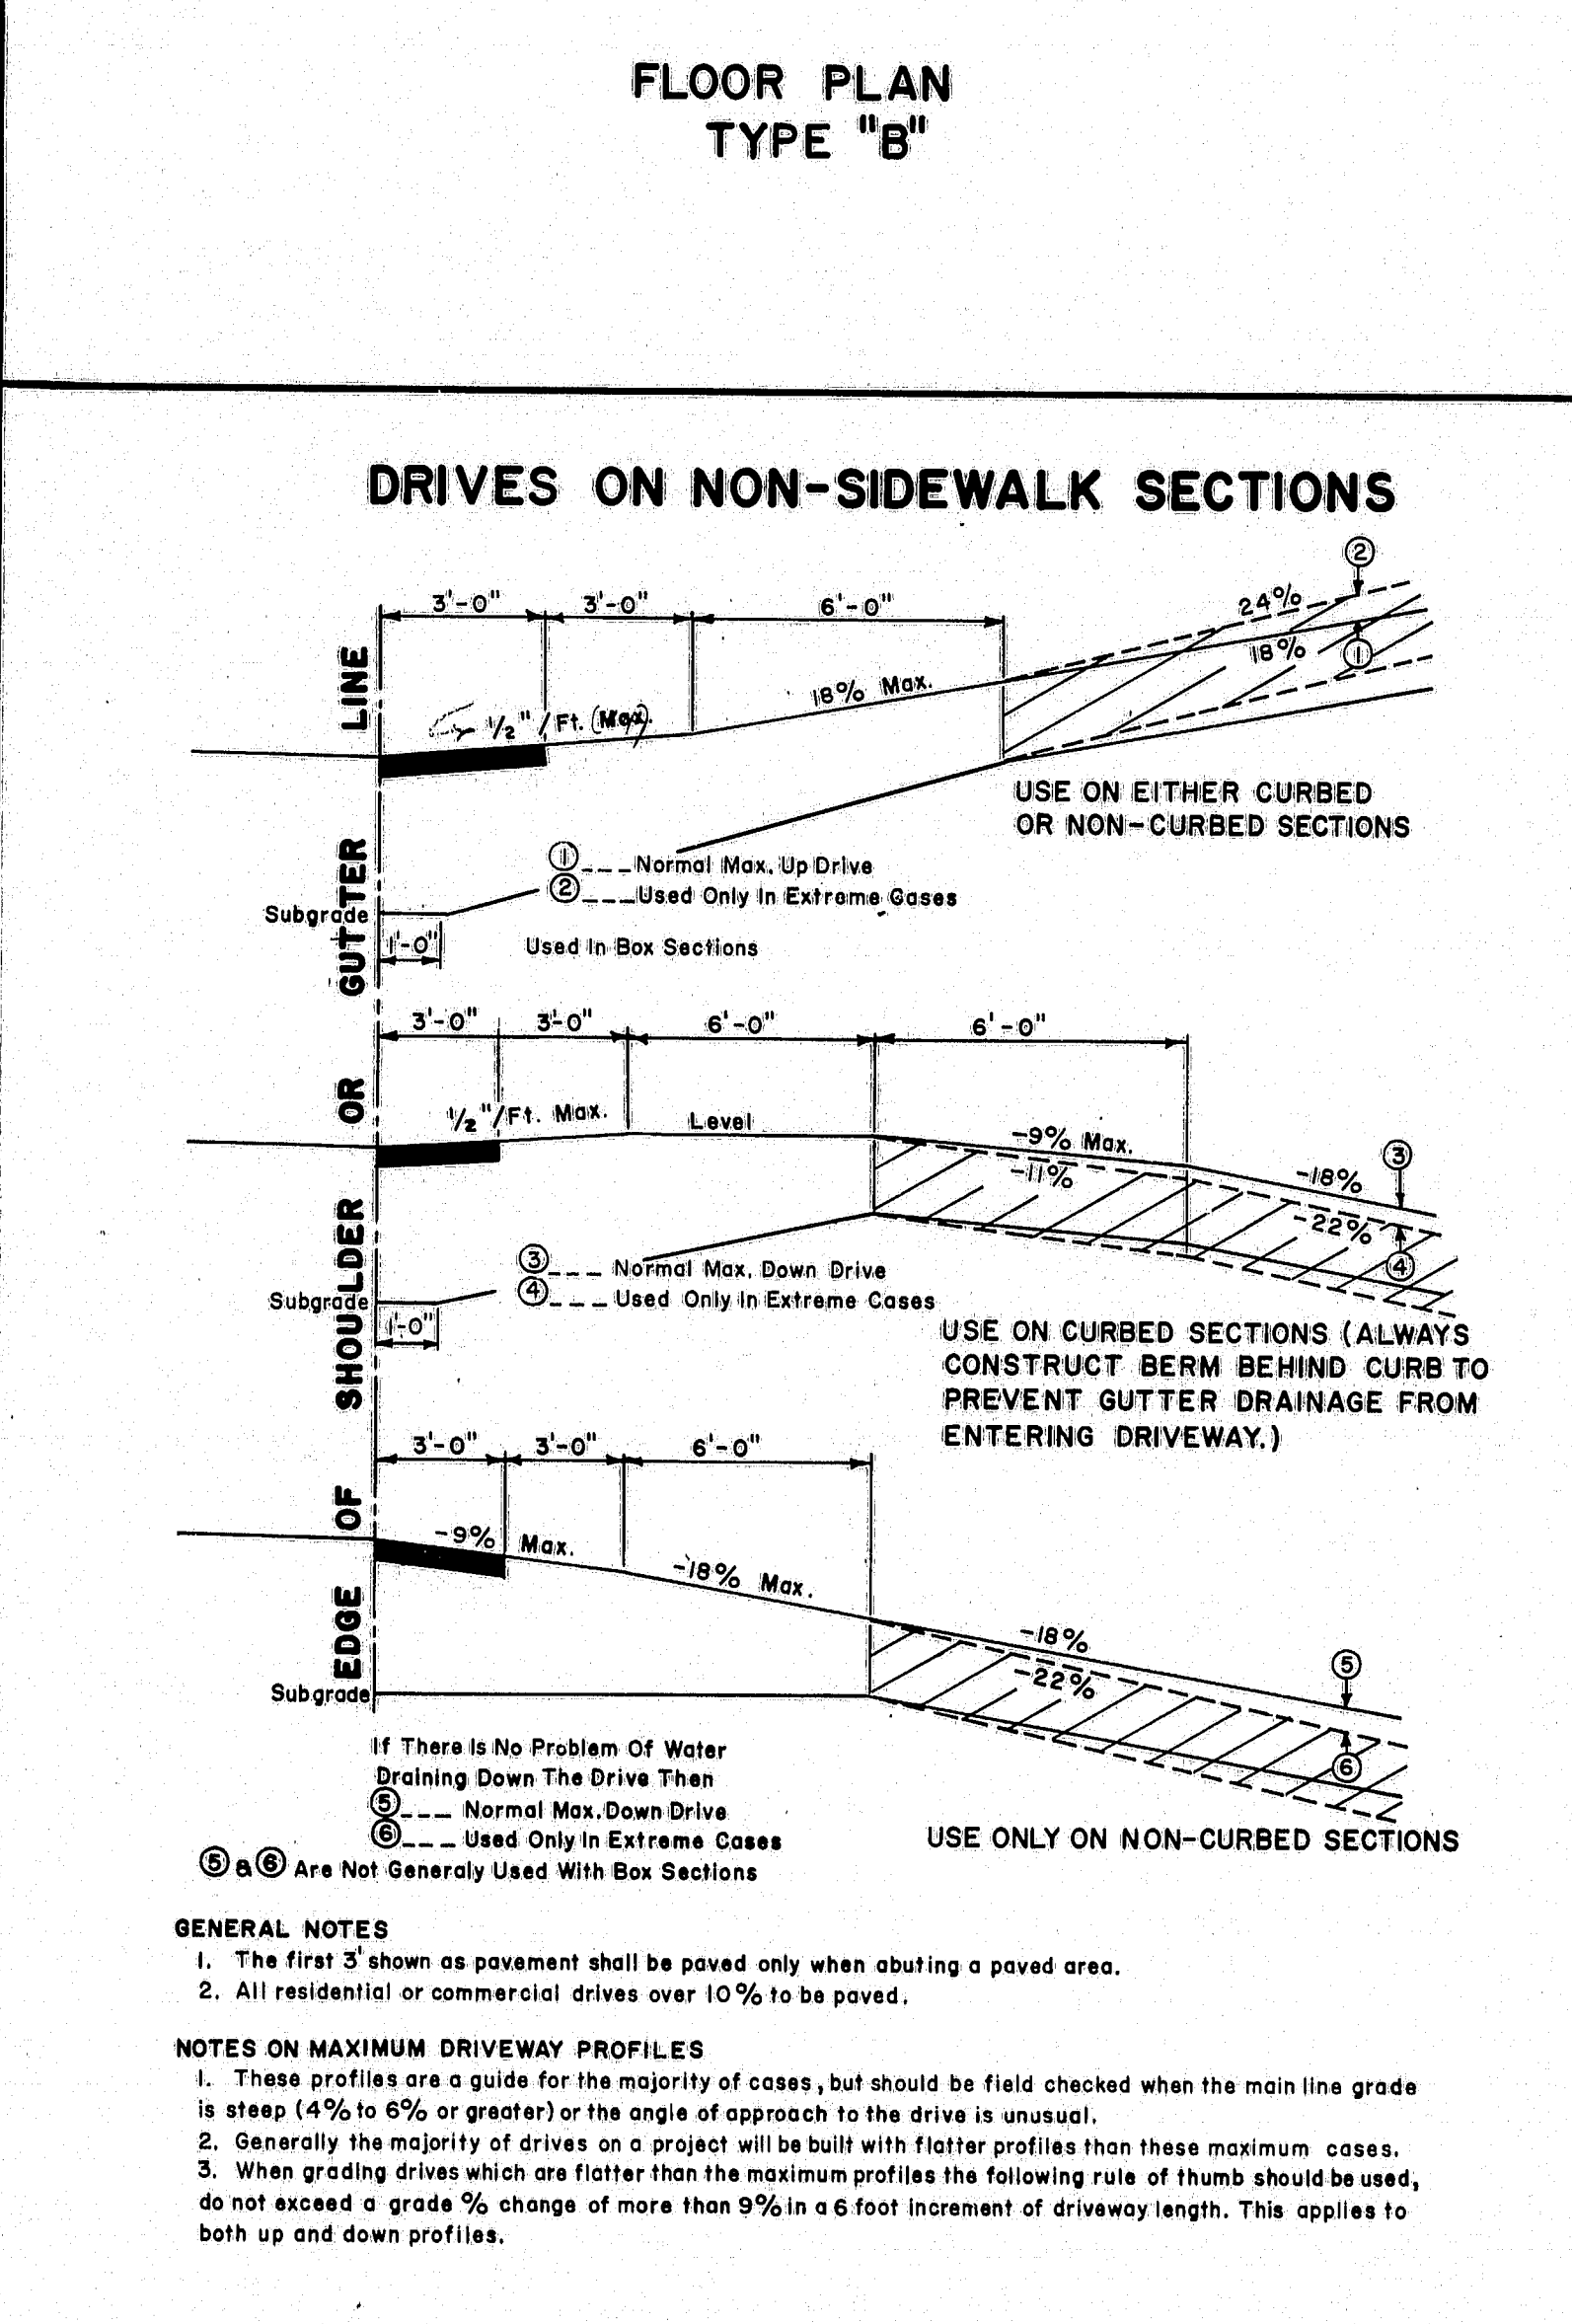 FLOOR PLAN
TYPE "B"
DRIVES ON NON-SIDEWALK SECTIONS
EDGE OF SHOULDER OR GUTTER LINE
2
3'-0" 3'-0" 6'-0" 24%
18% 1
18% Max.
1/2"/Ft. (Max).
USE ON EITHER CURBED
OR NON-CURBED SECTIONS
1___Normal Max. Up Drive
2___Used Only In Extreme Cases
Subgrade
1'-0" Used In Box Sections
3'-0" 3'-0" 6'-0" 6'-0"
1/2"/Ft. Max. Level
-9% Max. 3
-11% -18%
-22%
4
3___Normal Max. Down Drive
4___Used Only In Extreme Cases
Subgrade
1'-0"
USE ON CURBED SECTIONS (ALWAYS
CONSTRUCT BERM BEHIND CURB TO
PREVENT GUTTER DRAINAGE FROM
ENTERING DRIVEWAY.)
3'-0" 3'-0" 6'-0"
-9% Max.
-18% Max.
-18%
-22% 5
Subgrade
6
If There Is No Problem Of Water
Draining Down The Drive Then
5___Normal Max. Down Drive
6___Used Only In Extreme Cases
5 & 6 Are Not Generaly Used With Box Sections
USE ONLY ON NON-CURBED SECTIONS
GENERAL NOTES
1. The first 3' shown as pavement shall be paved only when abuting a paved area.
2. All residential or commercial drives over 10% to be paved.
NOTES ON MAXIMUM DRIVEWAY PROFILES
1. These profiles are a guide for the majority of cases, but should be field checked when the main line grade
is steep (4% to 6% or greater) or the angle of approach to the drive is unusual.
2. Generally the majority of drives on a project will be built with flatter profiles than these maximum cases.
3. When grading drives which are flatter than the maximum profiles the following rule of thumb should be used,
do not exceed a grade % change of more than 9% in a 6 foot increment of driveway length. This applies to
both up and down profiles.